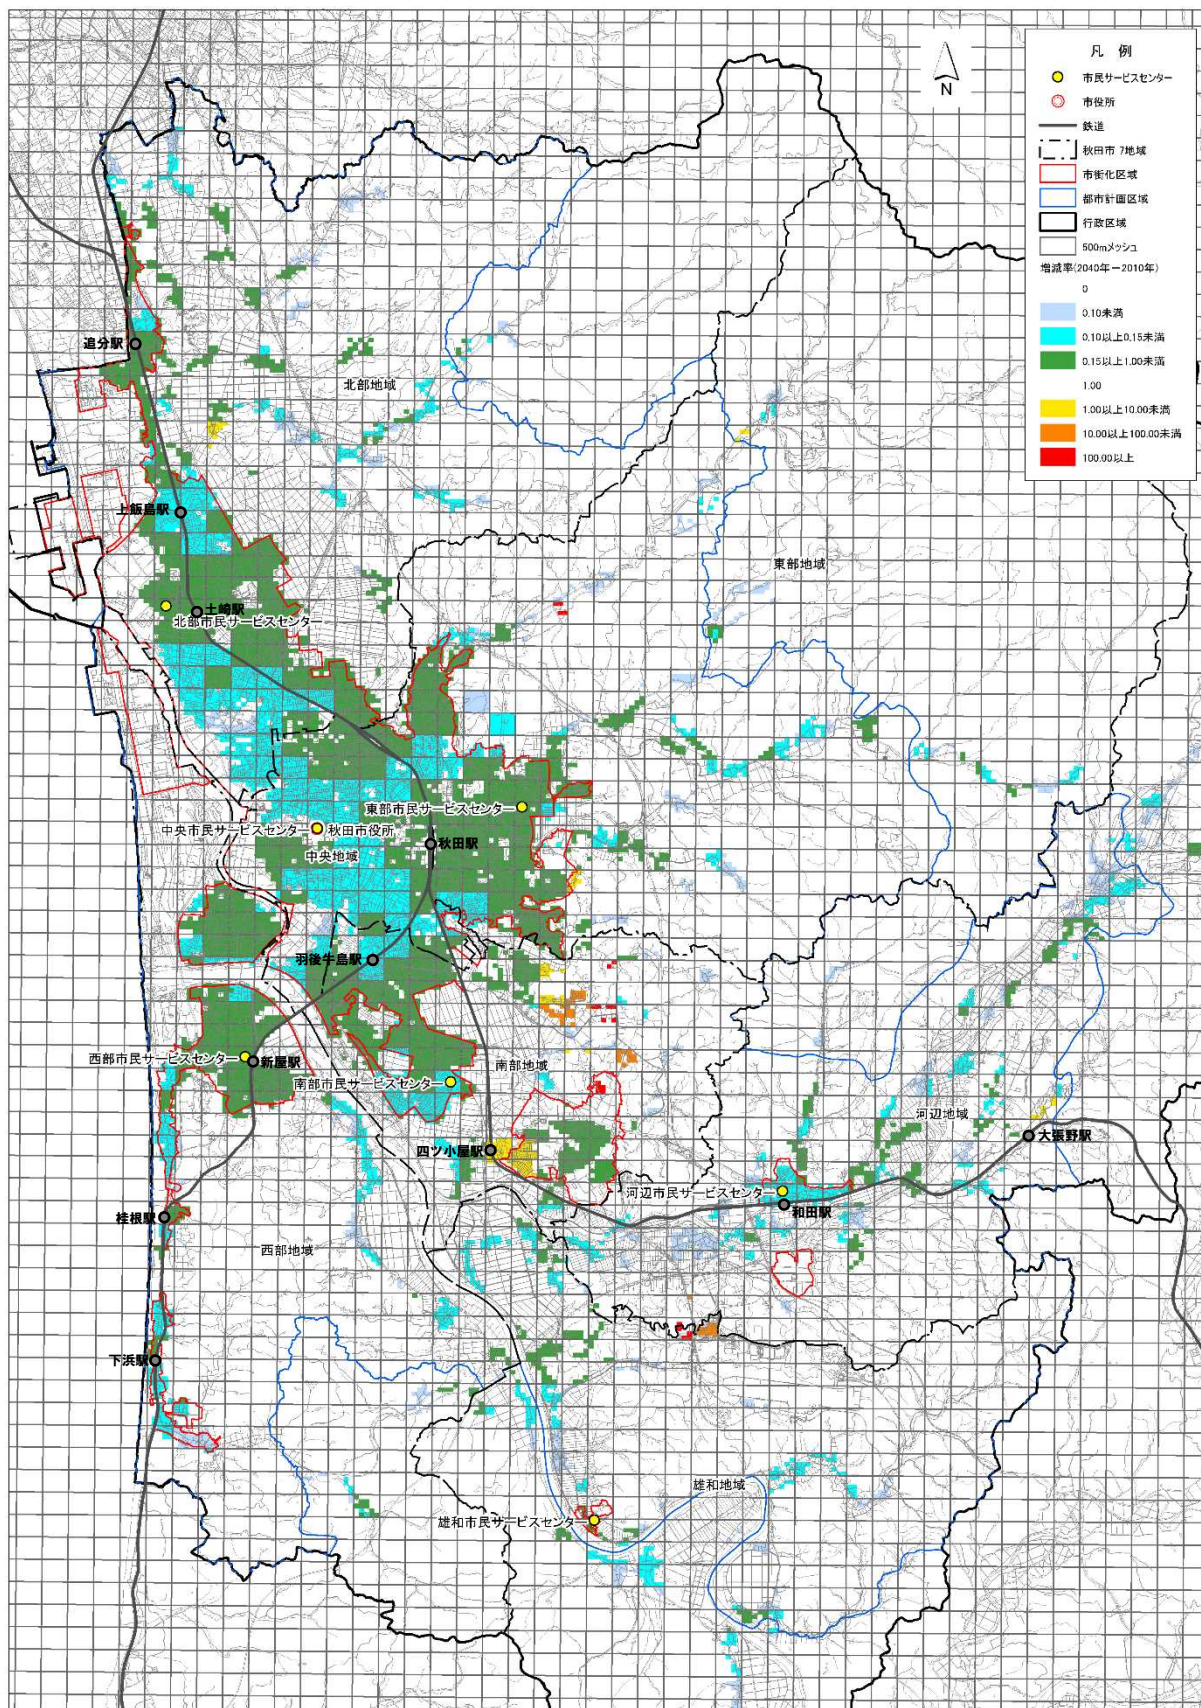 凡 例
市民サービスセンター
市役所
鉄道
秋田市 7地域
市街化区域
都市計画区域
行政区域
500mメッシュ
増減率(2040年－2010年)
0
0.10未満
0.10以上0.15未満
0.15以上1.00未満
1.00
1.00以上10.00未満
10.00以上100.00未満
100.00以上
N
追分駅
北部地域
上飯島駅
東部地域
土崎駅
北部市民サービスセンター
東部市民サービスセンター
中央市民サービスセンター
秋田市役所
秋田駅
中央地域
羽後牛島駅
西部市民サービスセンター
新屋駅
南部地域
南部市民サービスセンター
河辺地域
大張野駅
四ツ小屋駅
河辺市民サービスセンター
和田駅
桂根駅
西部地域
下浜駅
雄和地域
雄和市民サービスセンター